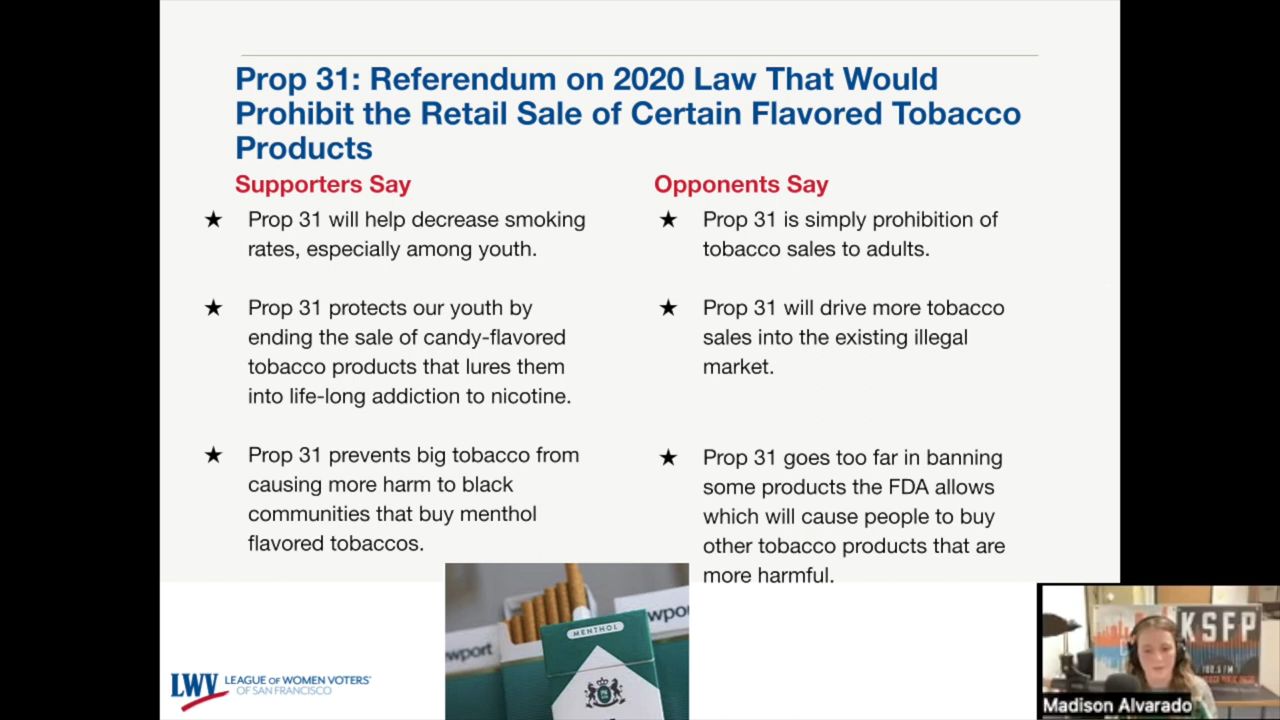 Prop 31: Referendum on 2020 Law That Would
Prohibit the Retail Sale of Certain Flavored Tobacco
Products
Supporters Say
★ Prop 31 will help decrease smoking
rates, especially among youth.
★ Prop 31 protects our youth by
ending the sale of candy-flavored
tobacco products that lures them
into life-long addiction to nicotine.
★ Prop 31 prevents big tobacco from
causing more harm to black
communities that buy menthol
flavored tobaccos.
Opponents Say
★ Prop 31 is simply prohibition of
tobacco sales to adults.
★ Prop 31 will drive more tobacco
sales into the existing illegal
market.
★ Prop 31 goes too far in banning
some products the FDA allows
which will cause people to buy
other tobacco products that are
more harmful.
wport
wpor
MENTHOL
LWV LEAGUE OF WOMEN VOTERS®
OF SAN FRANCISCO
KSFP
102.5 FM
Madison Alvarado